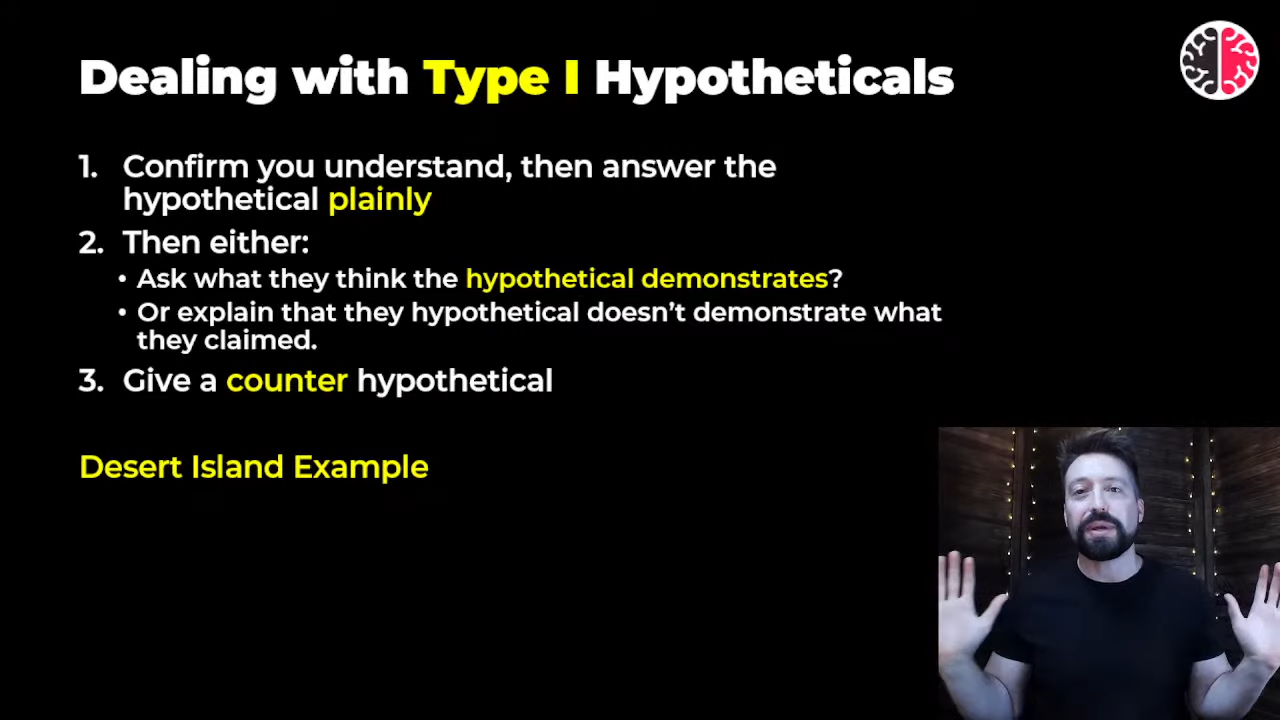 Dealing with Type I Hypotheticals
1. Confirm you understand, then answer the
hypothetical plainly
2. Then either:
• Ask what they think the hypothetical demonstrates?
• Or explain that they hypothetical doesn't demonstrate what
they claimed.
3. Give a counter hypothetical
Desert Island Example